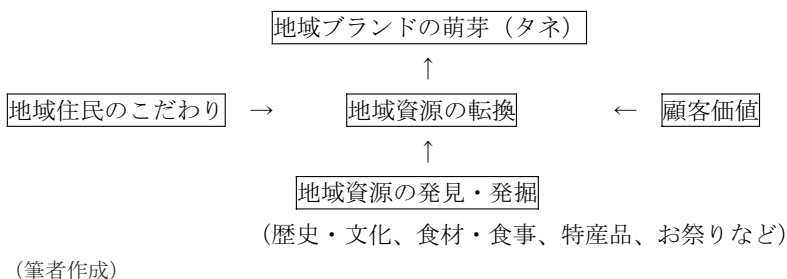 地域ブランドの萌芽（タネ）
↑
地域住民のこだわり → 地域資源の転換 ← 顧客価値
↑
地域資源の発見・発掘
（歴史・文化、食材・食事、特産品、お祭りなど）
（筆者作成）